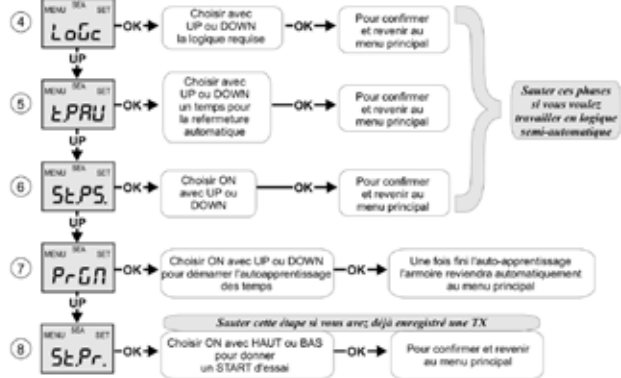 ④
MENU SEA SET
LoGc
OK
Choisir avec
UP ou DOWN
la logique requise
OK
Pour confirmer
et revenir au
menu principal
UP
⑤
MENU SEA SET
t.PAU
OK
Choisir avec
UP ou DOWN
un temps pour
la refermeture
automatique
OK
Pour confirmer
et revenir au
menu principal
UP
⑥
MENU SEA SET
St.PS.
OK
Choisir ON
avec UP ou
DOWN
OK
Pour confirmer
et revenir au
menu principal
Sauter ces phases
si vous voulez
travailler en logique
semi-automatique
UP
⑦
MENU SEA SET
PrGM
OK
Choisir ON avec UP ou DOWN
pour démarrer l'autoapprentissage
des temps
OK
Une fois fini l'auto-apprentissage
l'armoire reviendra automatiquement
au menu principal
UP
Sauter cette étape si vous avez déjà enregistré une TX
⑧
MENU SEA SET
St.Pr.
OK
Choisir ON avec HAUT ou BAS
pour donner
un START d'essai
OK
Pour confirmer et revenir
au menu principal